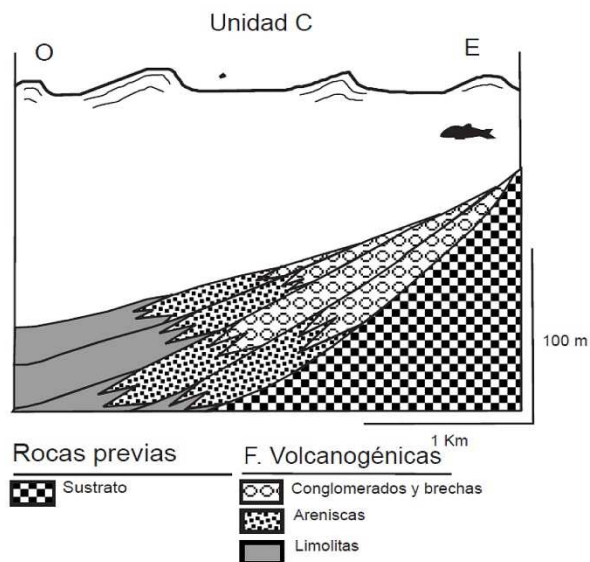 Unidad C
O
E
100 m
1 Km
Rocas previas
Sustrato
F. Volcanogénicas
Conglomerados y brechas
Areniscas
Limolitas